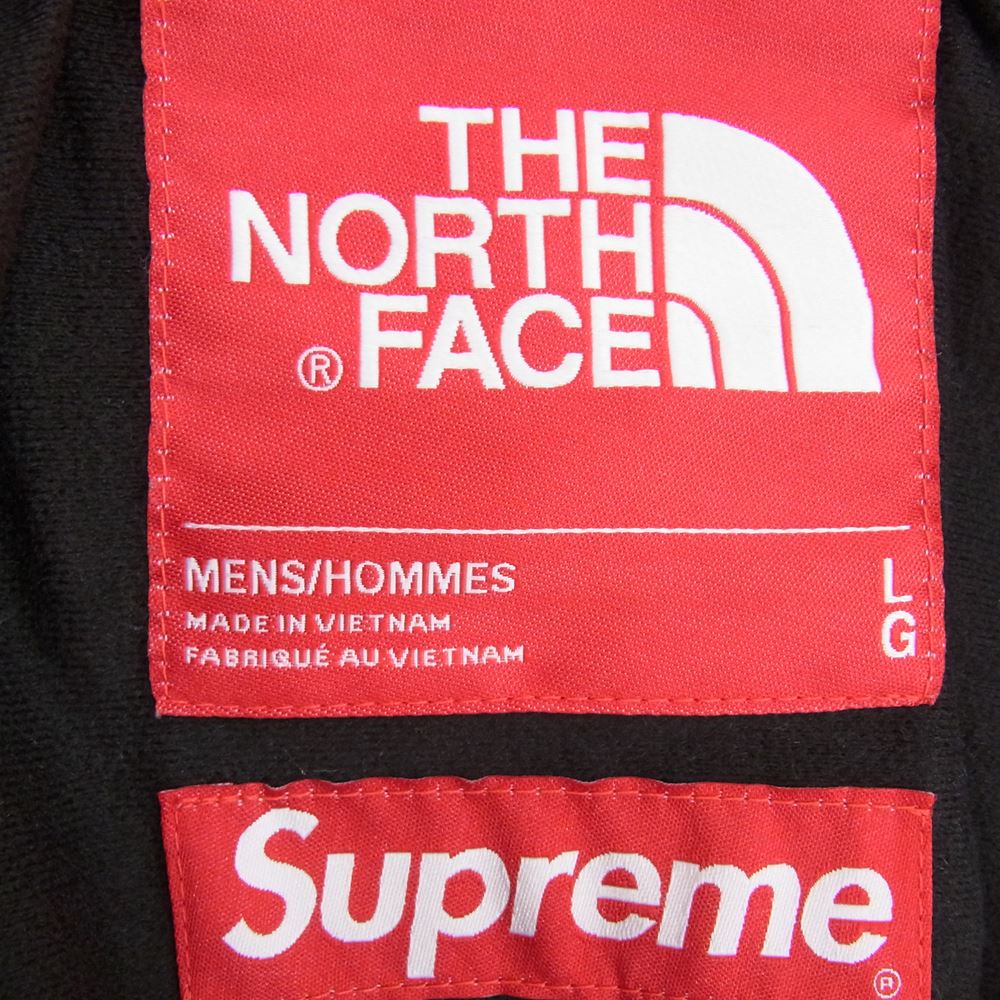 THE
NORTH
® FACE
MENS/HOMMES
MADE IN VIETNAM
FABRIQUÉ AU VIETNAM
L
G
Supreme ®